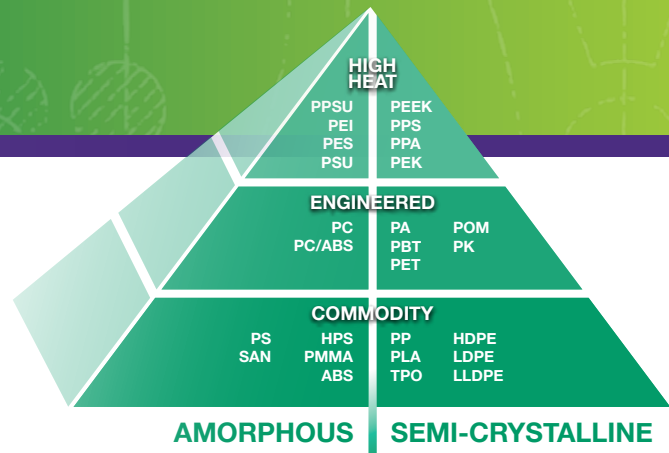 HIGH
HEAT
PPSU PEEK
PEI PPS
PES PPA
PSU PEK
ENGINEERED
PC PA POM
PC/ABS PBT PK
PET
COMMODITY
PS HPS PP HDPE
SAN PMMA PLA LDPE
ABS TPO LLDPE
AMORPHOUS SEMI-CRYSTALLINE